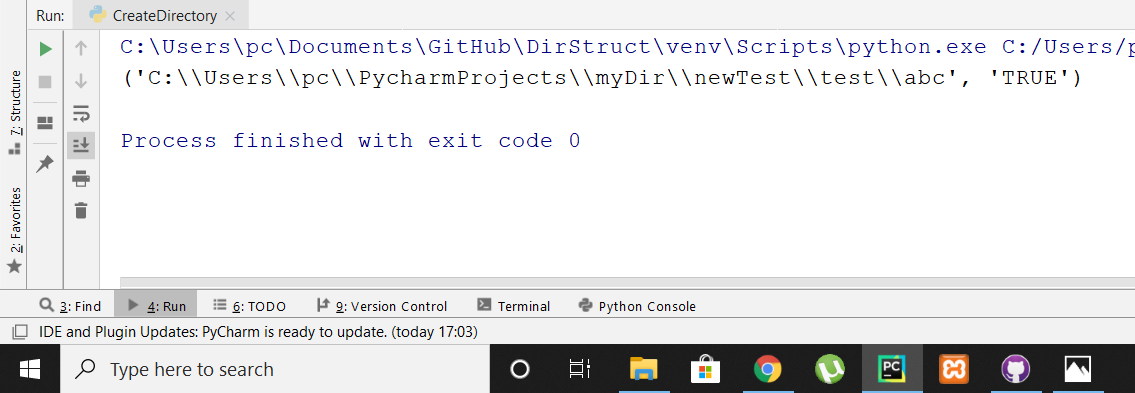 Run: CreateDirectory
C:\Users\pc\Documents\GitHub\DirStruct\venv\Scripts\python.exe C:/Users/p
('C:\\Users\\pc\\PycharmProjects\\myDir\\newTest\\test\\abc', 'TRUE')
Process finished with exit code 0
7: Structure
2: Favorites
3: Find 4: Run 6: TODO 9: Version Control Terminal Python Console
IDE and Plugin Updates: PyCharm is ready to update. (today 17:03)
Type here to search
PC